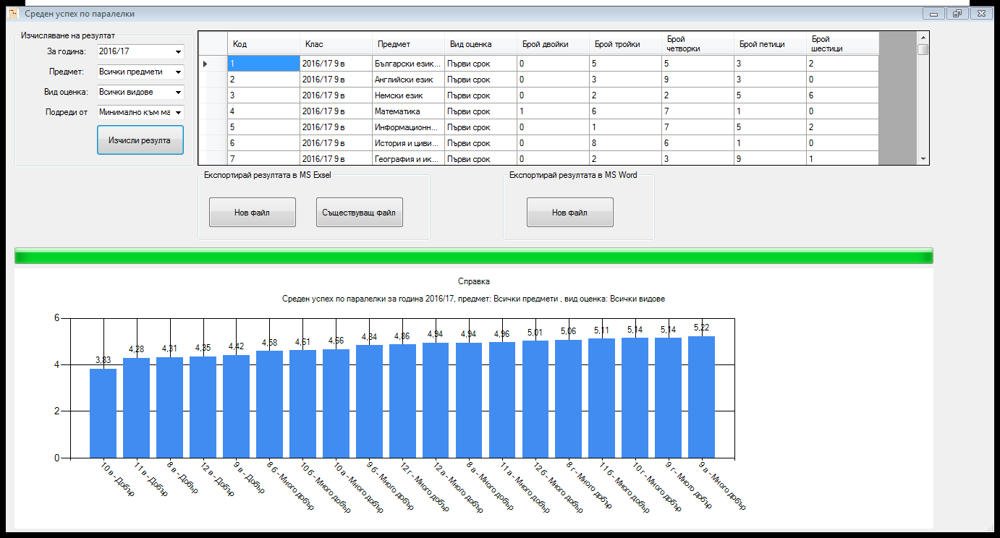 Среден успех по паралелки
Изчисляване на резултат
За година: 2016/17
Предмет: Всички предмети
Вид оценка: Всички видове
Подреди от Минимално към ма
Изчисли резулта
Код Клас Предмет Вид оценка Брой двойки Брой тройки Брой четворки Брой петици Брой шестици
1 2016/17 9 в Български език... Първи срок 0 5 5 3 2
2 2016/17 9 в Английски език Първи срок 0 3 9 3 0
3 2016/17 9 в Немски език Първи срок 0 2 2 5 6
4 2016/17 9 в Математика Първи срок 1 6 7 1 0
5 2016/17 9 в Информационн... Първи срок 0 1 7 5 2
6 2016/17 9 в История и циви... Първи срок 0 8 6 1 0
7 2016/17 9 в География и ик... Първи срок 0 2 3 9 1
Експортирай резултата в MS Exsel
Нов файл
Съществуващ файл
Експортирай резултата в MS Word
Нов файл
Справка
Среден успех по паралелки за година 2016/17, предмет: Всички предмети , вид оценка: Всички видове
6
4
2
0
3,83 4,28 4,31 4,35 4,42 4,58 4,61 4,66 4,84 4,86 4,94 4,94 4,96 5,01 5,06 5,11 5,14 5,14 5,22
10 в - Добър
11 в - Добър
8 в - Добър
12 в - Добър
9 в - Добър
8 б - Много добър
10 б - Много добър
10 а - Много добър
9 б - Много добър
12 г - Много добър
12 а - Много добър
8 а - Много добър
11 а - Много добър
12 б - Много добър
8 г - Много добър
11 б - Много добър
10 г - Много добър
9 г - Много добър
9 а - Много добър